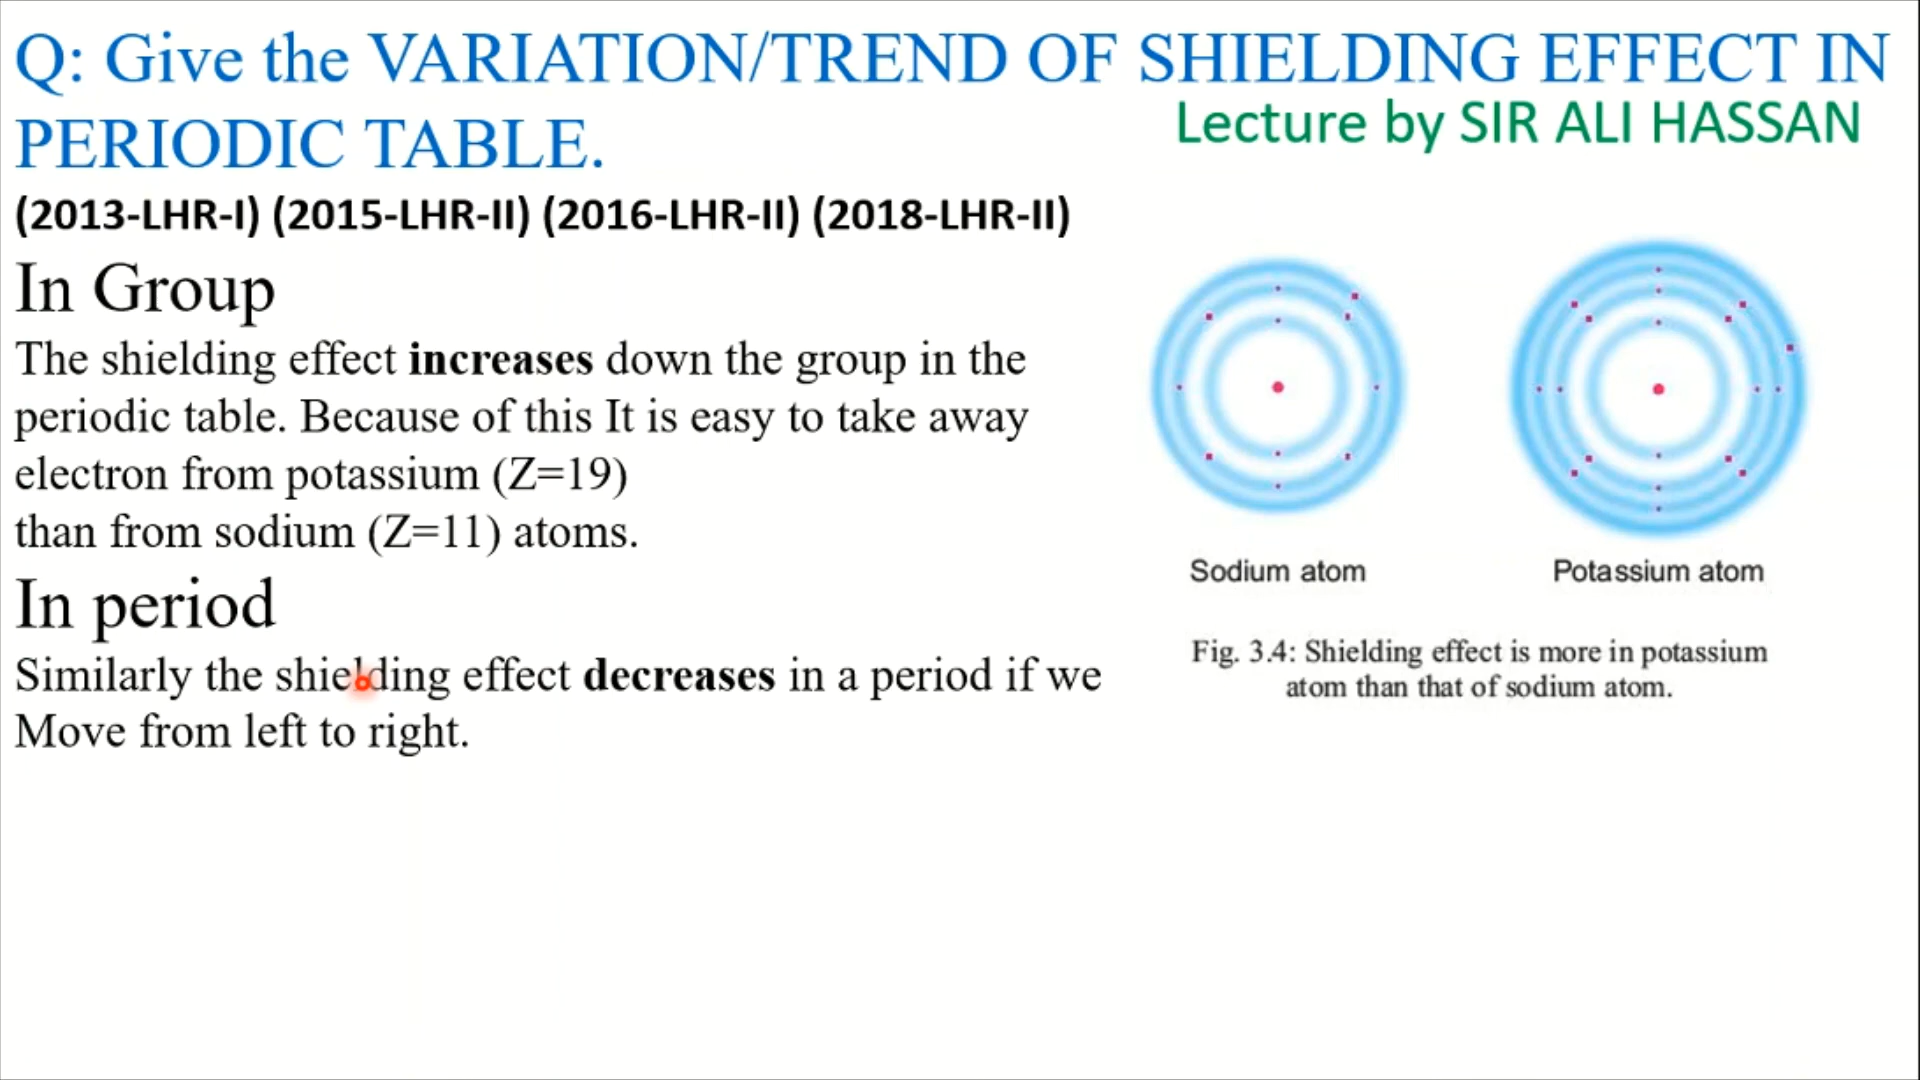 Q: Give the VARIATION/TREND OF SHIELDING EFFECT IN
PERIODIC TABLE.
Lecture by SIR ALI HASSAN
(2013-LHR-I) (2015-LHR-II) (2016-LHR-II) (2018-LHR-II)
In Group
The shielding effect increases down the group in the
periodic table. Because of this It is easy to take away
electron from potassium (Z=19)
than from sodium (Z=11) atoms.
In period
Similarly the shielding effect decreases in a period if we
Move from left to right.
Sodium atom
Potassium atom
Fig. 3.4: Shielding effect is more in potassium
atom than that of sodium atom.